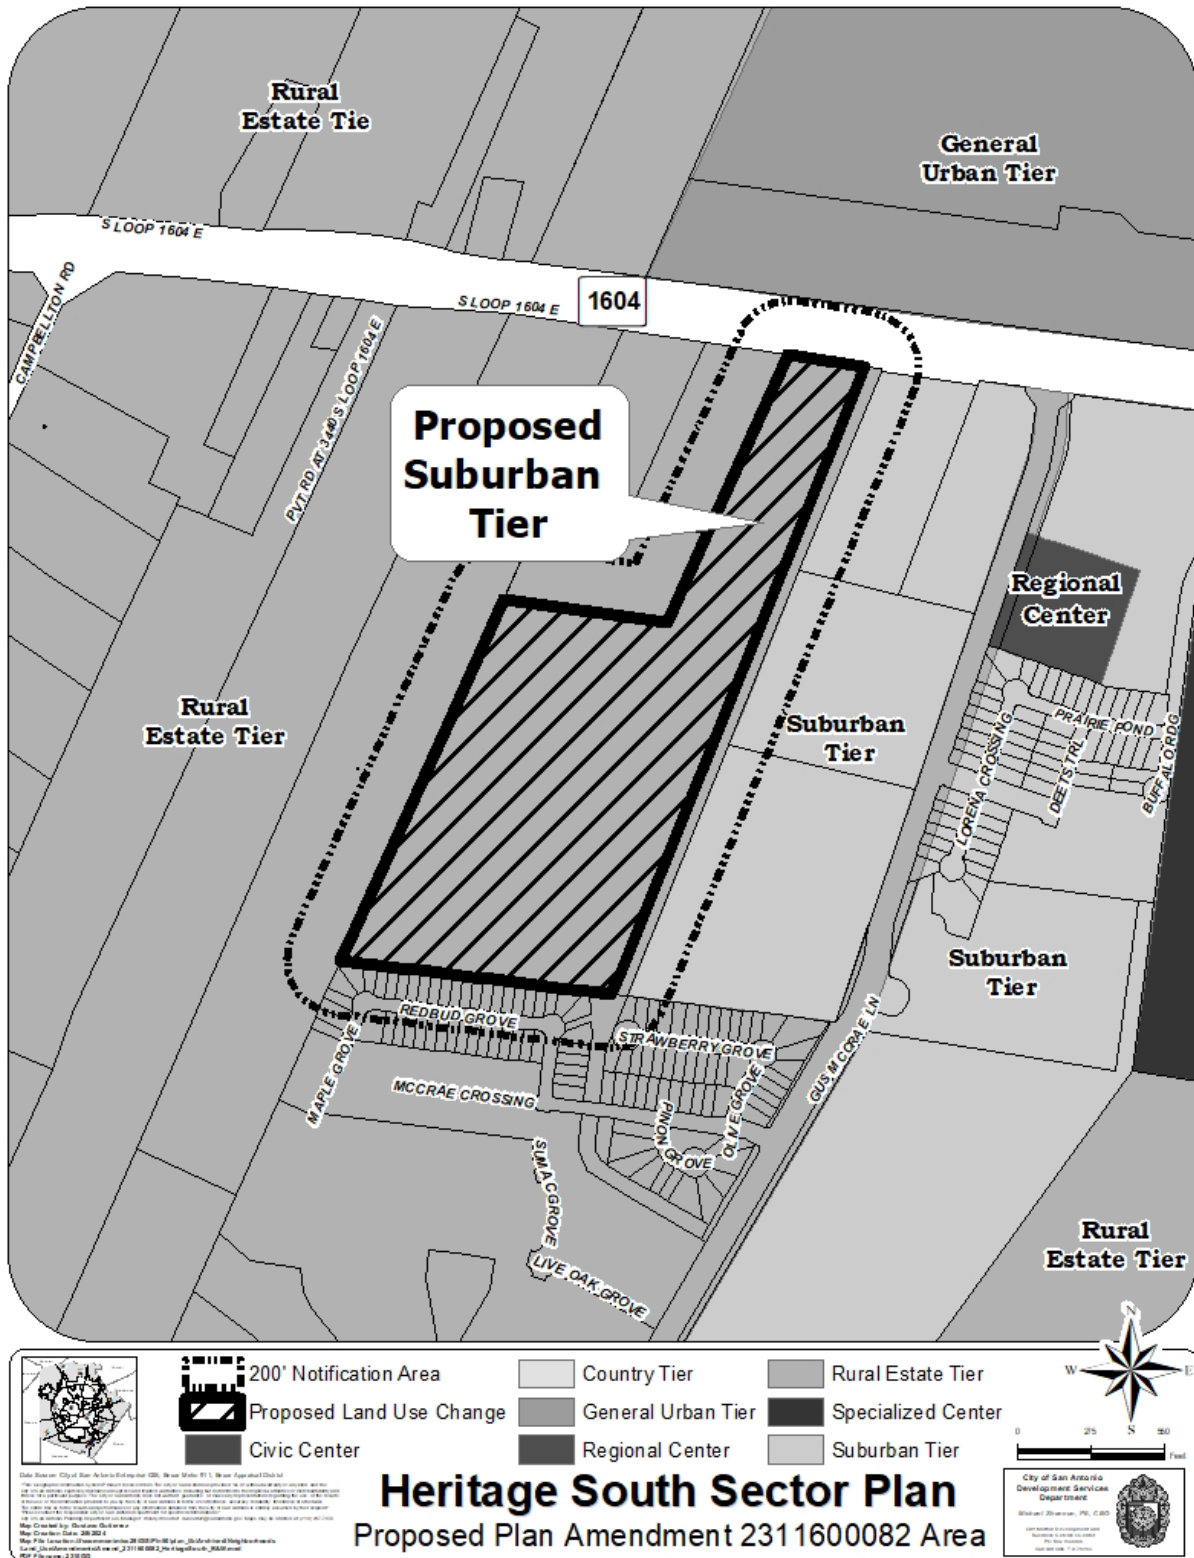 Rural
Estate Tie
General
Urban Tier
S LOOP 1604 E
CAMPBELLTON RD
S LOOP 1604 E
1604
PVT RD AT 3440 S LOOP 1604 E
Proposed
Suburban
Tier
Regional
Center
Rural
Estate Tier
Suburban
Tier
PRAIRIE POND
LORENA CROSSING
DEETS TRL
BUFFALO RDG
Suburban
Tier
REDBUD GROVE
STRAWBERRY GROVE
MAPLE GROVE
MCCRAE CROSSING
GUS MCCRAE LN
OLIVE GROVE
PINON
GROVE
SUMAC GROVE
LIVE OAK GROVE
Rural
Estate Tier
N
W
E
S
200' Notification Area
Country Tier
Rural Estate Tier
Proposed Land Use Change
General Urban Tier
Specialized Center
Civic Center
Regional Center
Suburban Tier
0 275 550
Feet
Heritage South Sector Plan
Proposed Plan Amendment 2311600082 Area
City of San Antonio
Development Services
Department